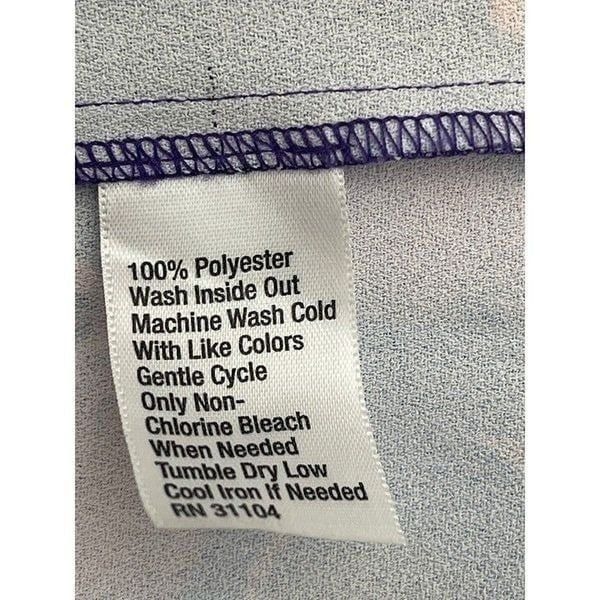 100% Polyester
Wash Inside Out
Machine Wash Cold
With Like Colors
Gentle Cycle
Only Non-
Chlorine Bleach
When Needed
Tumble Dry Low
Cool Iron If Needed
RN 31104